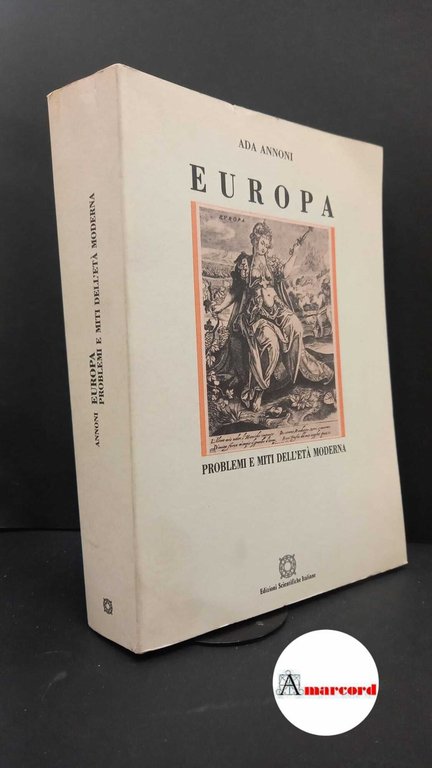 ADA ANNONI
EUROPA
EUROPA
PROBLEMI E MITI DELL'ETÀ MODERNA
Edizioni Scientifiche Italiane
ANNONI EUROPA
PROBLEMI E MITI DELL'ETÀ MODERNA
Amarcord